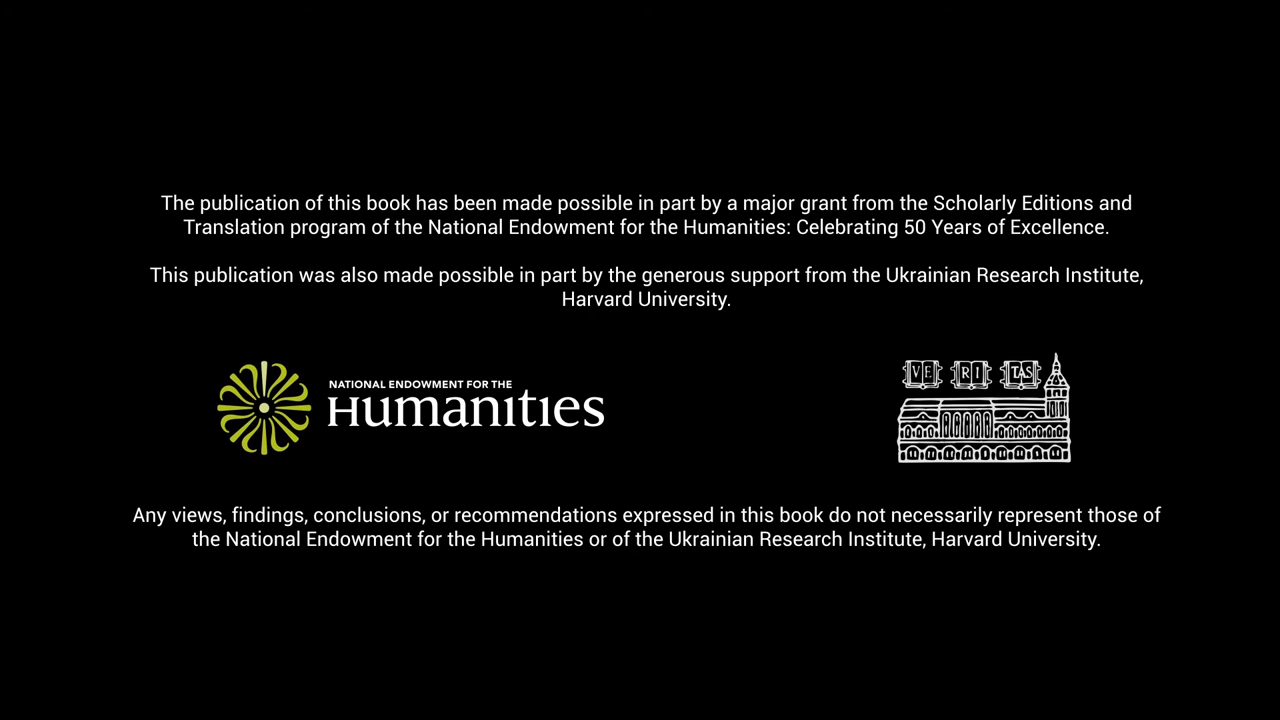 The publication of this book has been made possible in part by a major grant from the Scholarly Editions and
Translation program of the National Endowment for the Humanities: Celebrating 50 Years of Excellence.
This publication was also made possible in part by the generous support from the Ukrainian Research Institute,
Harvard University.
NATIONAL ENDOWMENT FOR THE
Humanities
VE RI TAS
Any views, findings, conclusions, or recommendations expressed in this book do not necessarily represent those of
the National Endowment for the Humanities or of the Ukrainian Research Institute, Harvard University.